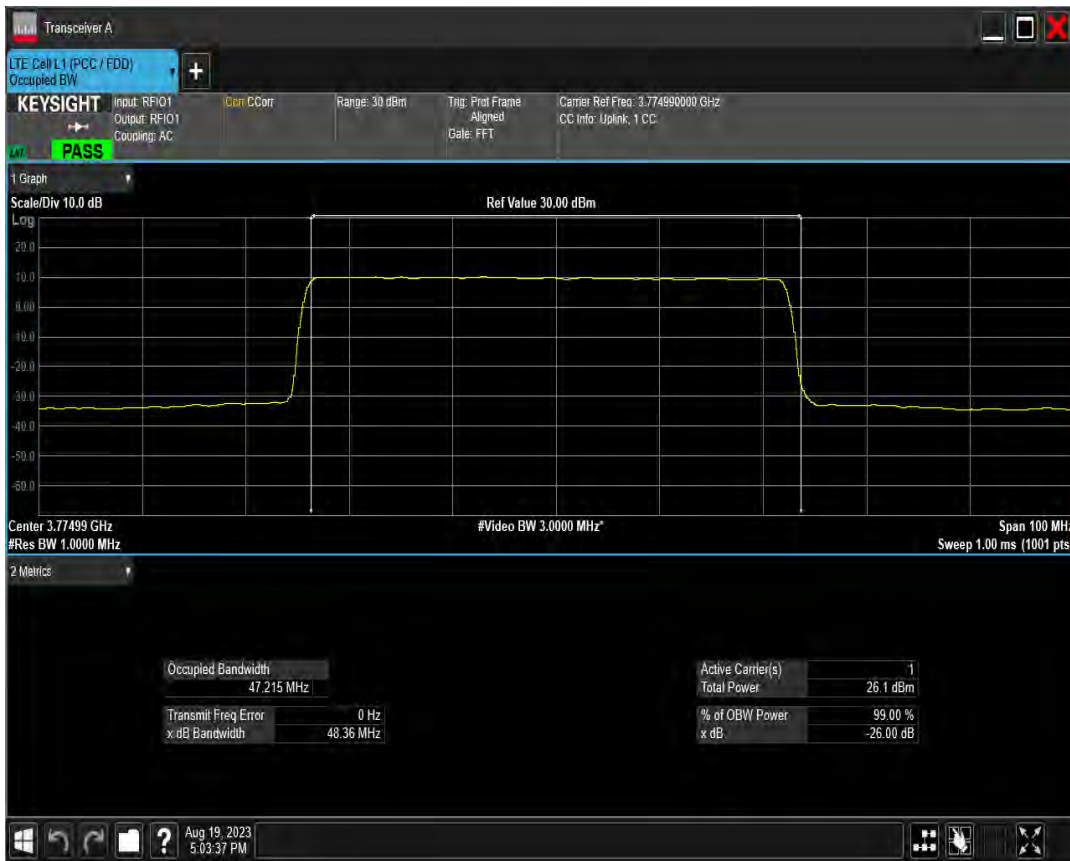 Transceiver A
LTE Cell L1 (PCC / FDD)
Occupied BW
+
KEYSIGHT
PASS
Input: RFIO1
Output: RFIO1
Coupling: AC
Corr CCorr
Range: 30 dBm
Trig: Prot Frame
Aligned
Gate: FFT
Carrier Ref Freq: 3.774990000 GHz
CC Info: Uplink, 1 CC
1 Graph
Scale/Div 10.0 dB
Ref Value 30.00 dBm
Log
20.0
10.0
0.00
-10.0
-20.0
-30.0
-40.0
-50.0
-60.0
Center 3.77499 GHz
#Video BW 3.0000 MHz*
Span 100 MHz
#Res BW 1.0000 MHz
Sweep 1.00 ms (1001 pts
2 Metrics
Occupied Bandwidth
47.215 MHz
Transmit Freq Error 0 Hz
x dB Bandwidth 48.36 MHz
Active Carrier(s) 1
Total Power 26.1 dBm
% of OBW Power 99.00 %
x dB -26.00 dB
?
Aug 19, 2023
5:03:37 PM